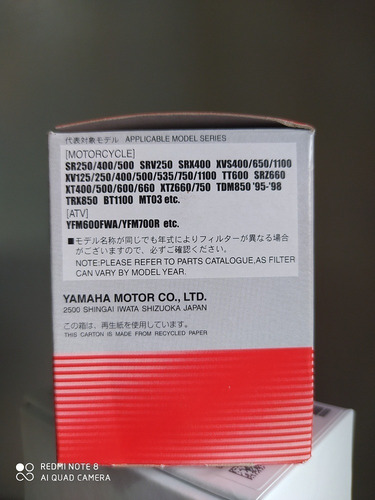 代表対象モデル APPLICABLE MODEL SERIES
[MOTORCYCLE]
SR250/400/500 SRV250 SRX400 XVS400/650/1100
XV125/250/400/500/535/750/1100 TT600 SRZ660
XT400/500/600/660 XTZ660/750 TDM850 '95-'98
TRX850 BT1100 MT03 etc.
[ATV]
YFM600FWA/YFM700R etc.
■モデル名称が同じでも年式によりフィルターが異なる場合
がございますので、必ずご確認ください。
NOTE:PLEASE REFER TO PARTS CATALOGUE,AS FILTER
CAN VARY BY MODEL YEAR.
YAMAHA MOTOR CO., LTD.
2500 SHINGAI IWATA SHIZUOKA JAPAN
この箱は、再生紙を使用しています。
THIS CARTON IS MADE FROM RECYCLED PAPER
REDMI NOTE 8
AI QUAD CAMERA